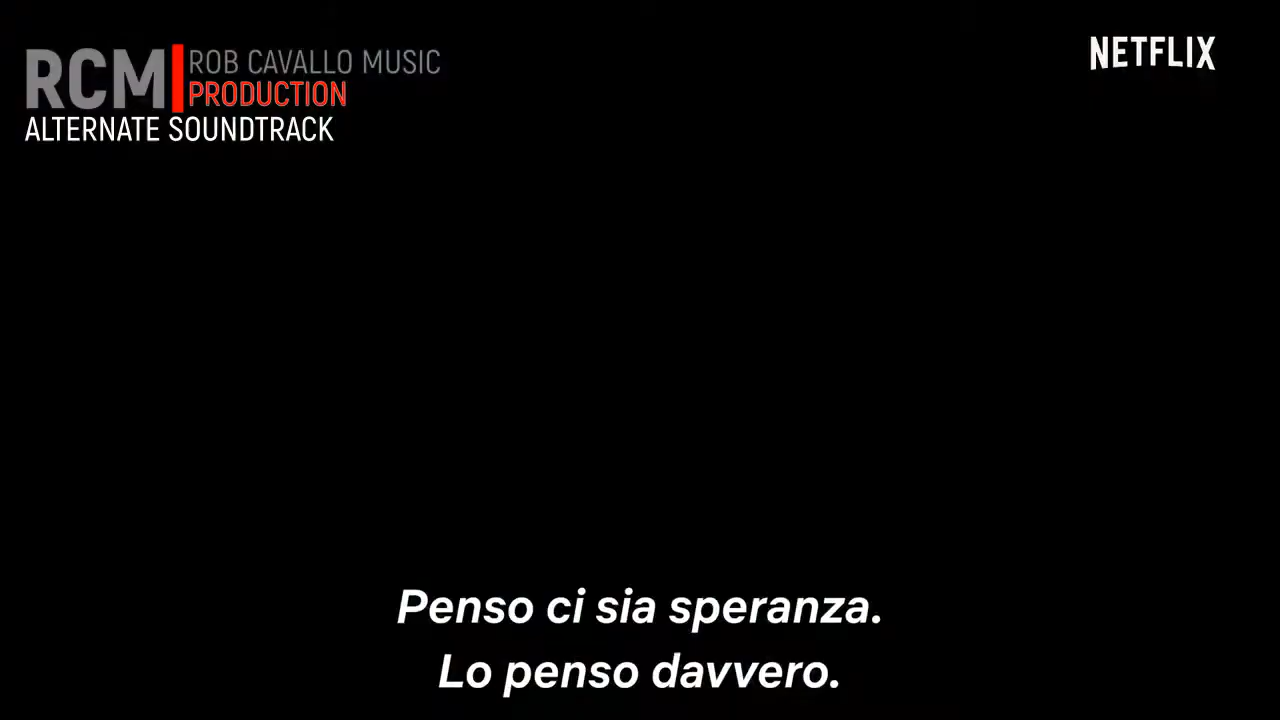 RCM
ROB CAVALLO MUSIC
PRODUCTION
ALTERNATE SOUNDTRACK
NETFLIX
Penso ci sia speranza.
Lo penso davvero.